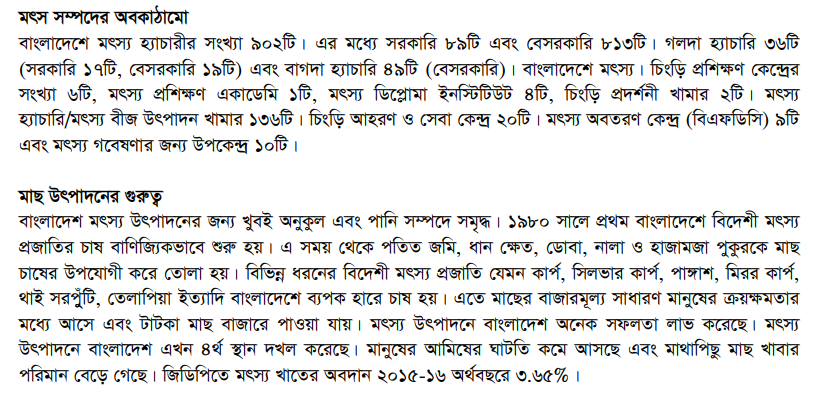 মৎস সম্পদের অবকাঠামো
বাংলাদেশে মৎস্য হ্যাচারীর সংখ্যা ৯০২টি। এর মধ্যে সরকারি ৮৯টি এবং বেসরকারি ৮১৩টি। গলদা হ্যাচারি ৩৬টি
(সরকারি ১৭টি, বেসরকারি ১৯টি) এবং বাগদা হ্যাচারি ৪৯টি (বেসরকারি)। বাংলাদেশে মৎস্য। চিংড়ি প্রশিক্ষণ কেন্দ্রের
সংখ্যা ৬টি, মৎস্য প্রশিক্ষণ একাডেমি ১টি, মৎস্য ডিপ্লোমা ইনস্টিটিউট ৪টি, চিংড়ি প্রদর্শনী খামার ২টি। মৎস্য
হ্যাচারি/মৎস্য বীজ উৎপাদন খামার ১৩৬টি। চিংড়ি আহরণ ও সেবা কেন্দ্র ২০টি। মৎস্য অবতরণ কেন্দ্র (বিএফডিসি) ৯টি
এবং মৎস্য গবেষণার জন্য উপকেন্দ্র ১০টি।
মাছ উৎপাদনের গুরুত্ব
বাংলাদেশ মৎস্য উৎপাদনের জন্য খুবই অনুকুল এবং পানি সম্পদে সমৃদ্ধ। ১৯৮০ সালে প্রথম বাংলাদেশে বিদেশী মৎস্য
প্রজাতির চাষ বাণিজ্যিকভাবে শুরু হয়। এ সময় থেকে পতিত জমি, ধান ক্ষেত, ডোবা, নালা ও হাজামজা পুকুরকে মাছ
চাষের উপযোগী করে তোলা হয়। বিভিন্ন ধরনের বিদেশী মৎস্য প্রজাতি যেমন কার্প, সিলভার কার্প, পাঙ্গাশ, মিরর কার্প,
থাই সরপুঁটি, তেলাপিয়া ইত্যাদি বাংলাদেশে ব্যপক হারে চাষ হয়। এতে মাছের বাজারমূল্য সাধারণ মানুষের ক্রয়ক্ষমতার
মধ্যে আসে এবং টাটকা মাছ বাজারে পাওয়া যায়। মৎস্য উৎপাদনে বাংলাদেশ অনেক সফলতা লাভ করেছে। মৎস্য
উৎপাদনে বাংলাদেশ এখন ৪র্থ স্থান দখল করেছে। মানুষের আমিষের ঘাটতি কমে আসছে এবং মাথাপিছু মাছ খাবার
পরিমান বেড়ে গেছে। জিডিপিতে মৎস্য খাতের অবদান ২০১৫-১৬ অর্থবছরে ৩.৬৫%।